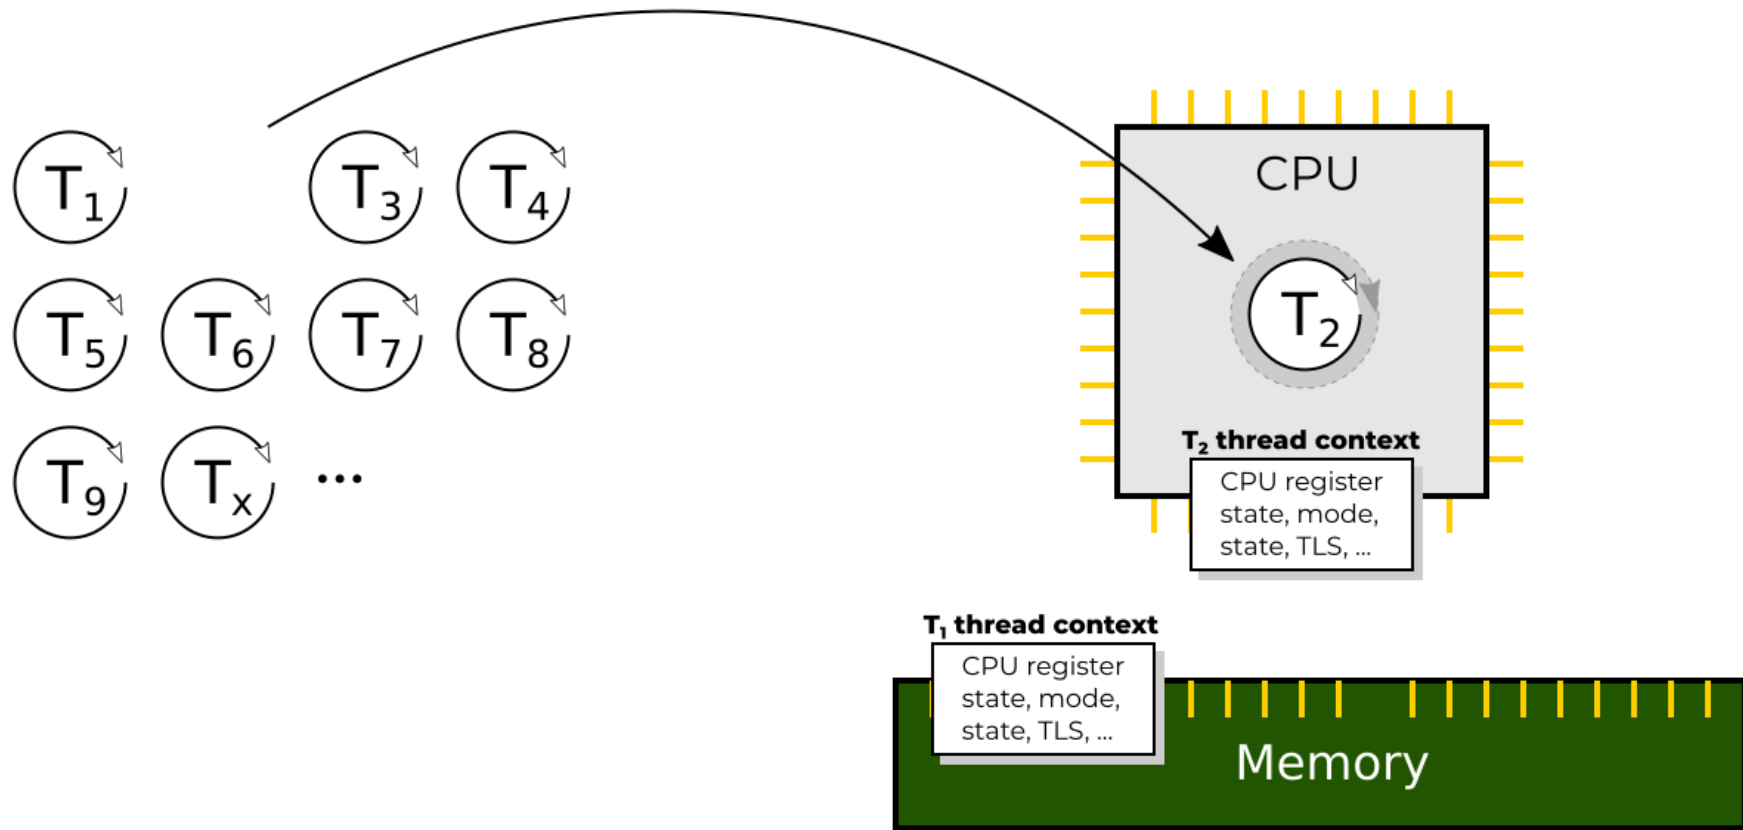 T1
T3
T4
CPU
T5
T6
T7
T8
T2
T9
Tx
...
T2 thread context
CPU register
state, mode,
state, TLS, ...
T1 thread context
CPU register
state, mode,
state, TLS, ...
Memory